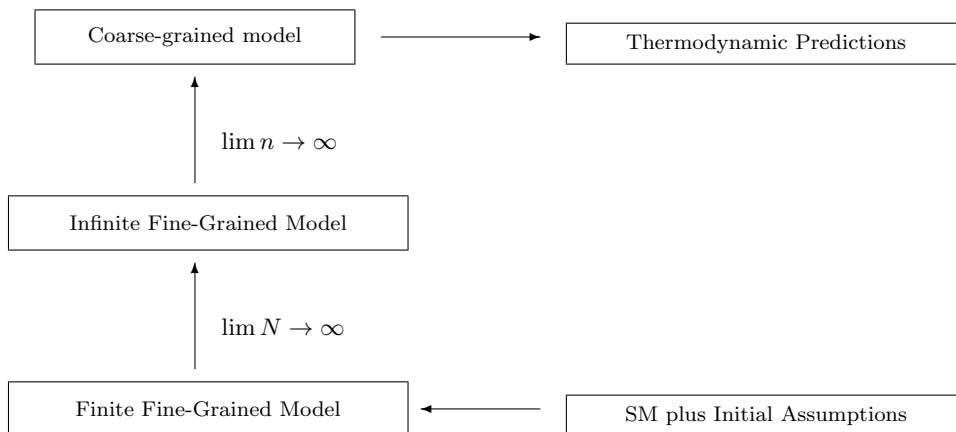 Coarse-grained model
Thermodynamic Predictions
lim n → ∞
Infinite Fine-Grained Model
lim N → ∞
Finite Fine-Grained Model
SM plus Initial Assumptions